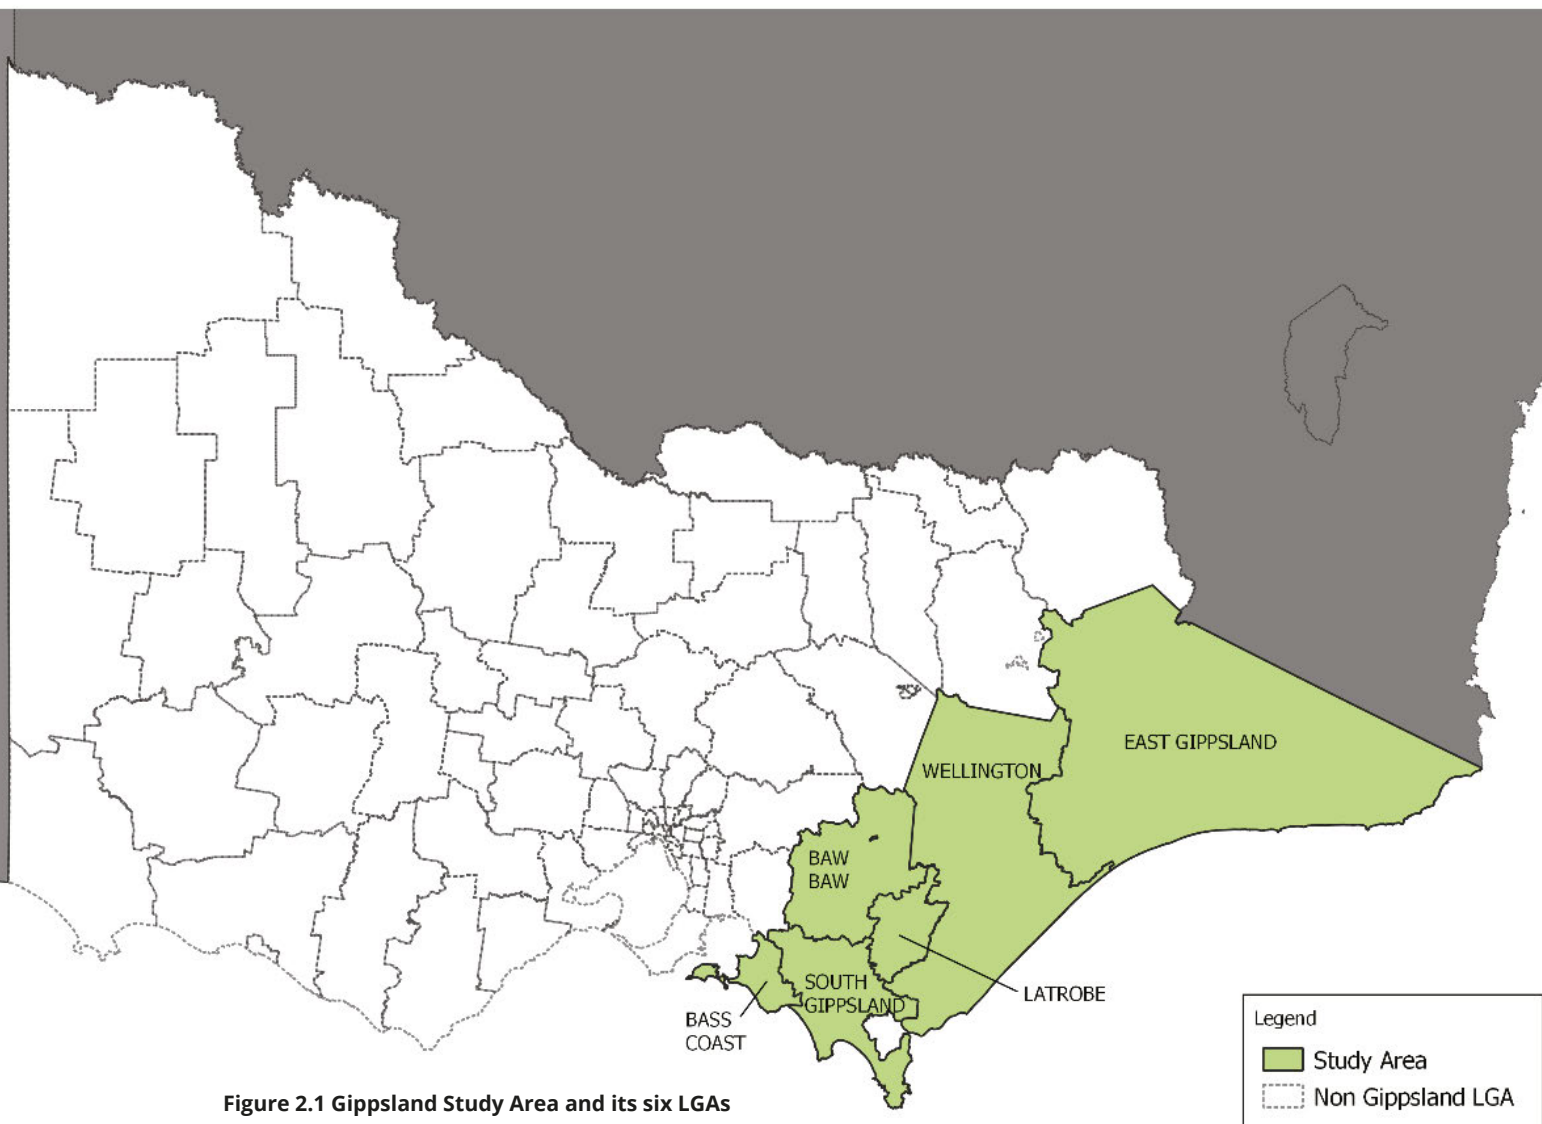 EAST GIPPSLAND
WELLINGTON
BAW
BAW
SOUTH
GIPPSLAND
LATROBE
BASS
COAST
Legend
Study Area
Non Gippsland LGA
Figure 2.1 Gippsland Study Area and its six LGAs